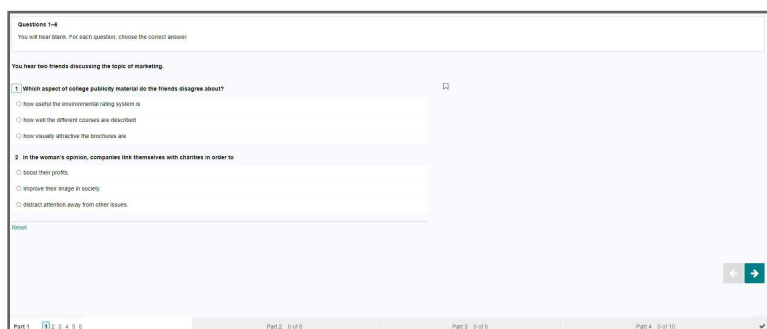 Questions 1–6
You will hear blank. For each question, choose the correct answer.
You hear two friends discussing the topic of marketing.
1 Which aspect of college publicity material do the friends disagree about?
how useful the environmental rating system is
how well the different courses are described
how visually attractive the brochures are
2 In the woman's opinion, companies link themselves with charities in order to
boost their profits.
improve their image in society.
distract attention away from other issues.
Reset
Part 1 1 2 3 4 5 6 Part 2 0 of 8 Part 3 0 of 6 Part 4 0 of 10